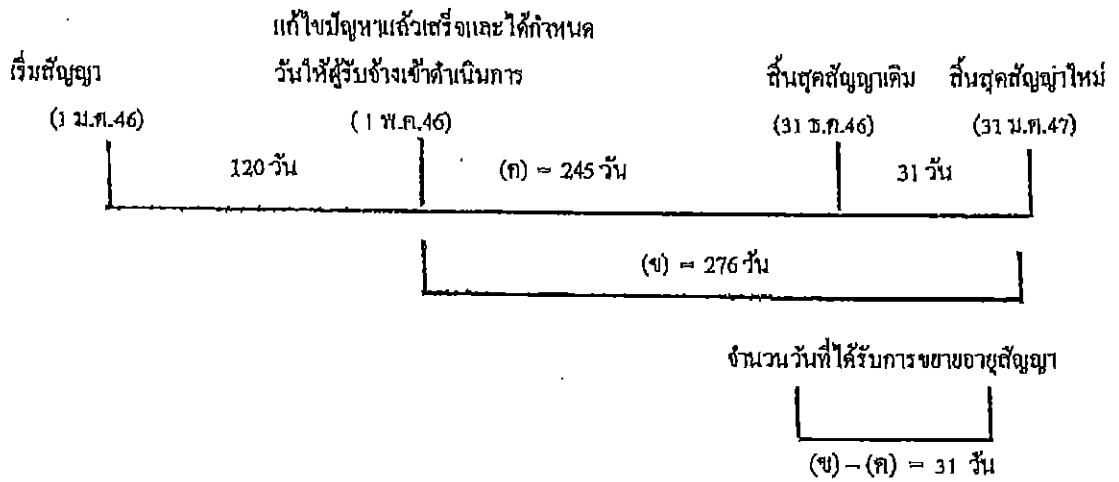 แก้ไขปัญหาแล้วเสร็จและได้กำหนด
เริ่มสัญญา วันให้ผู้รับจ้างเข้าดำเนินการ สิ้นสุดสัญญาเดิม สิ้นสุดสัญญาใหม่
(1 ม.ค.46) (1 พ.ค.46) (31 ธ.ค.46) (31 ม.ค.47)
120 วัน (ค) = 245 วัน 31 วัน
(ข) = 276 วัน
จำนวนวันที่ได้รับการขยายอายุสัญญา
(ข) – (ค) = 31 วัน